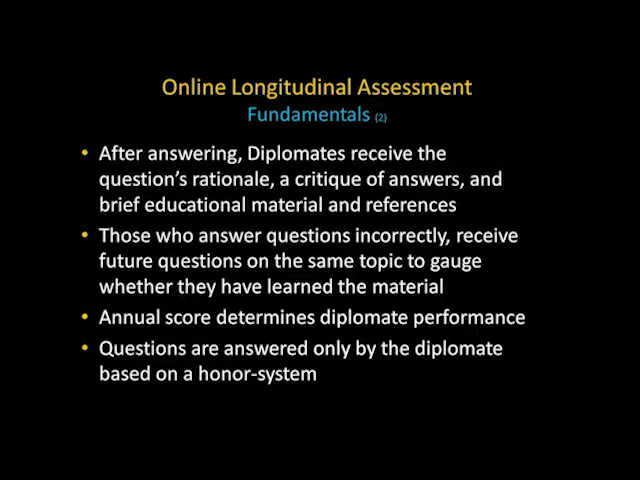 Online Longitudinal Assessment
Fundamentals (2)
• After answering, Diplomates receive the
question's rationale, a critique of answers, and
brief educational material and references
• Those who answer questions incorrectly, receive
future questions on the same topic to gauge
whether they have learned the material
• Annual score determines diplomate performance
• Questions are answered only by the diplomate
based on a honor-system